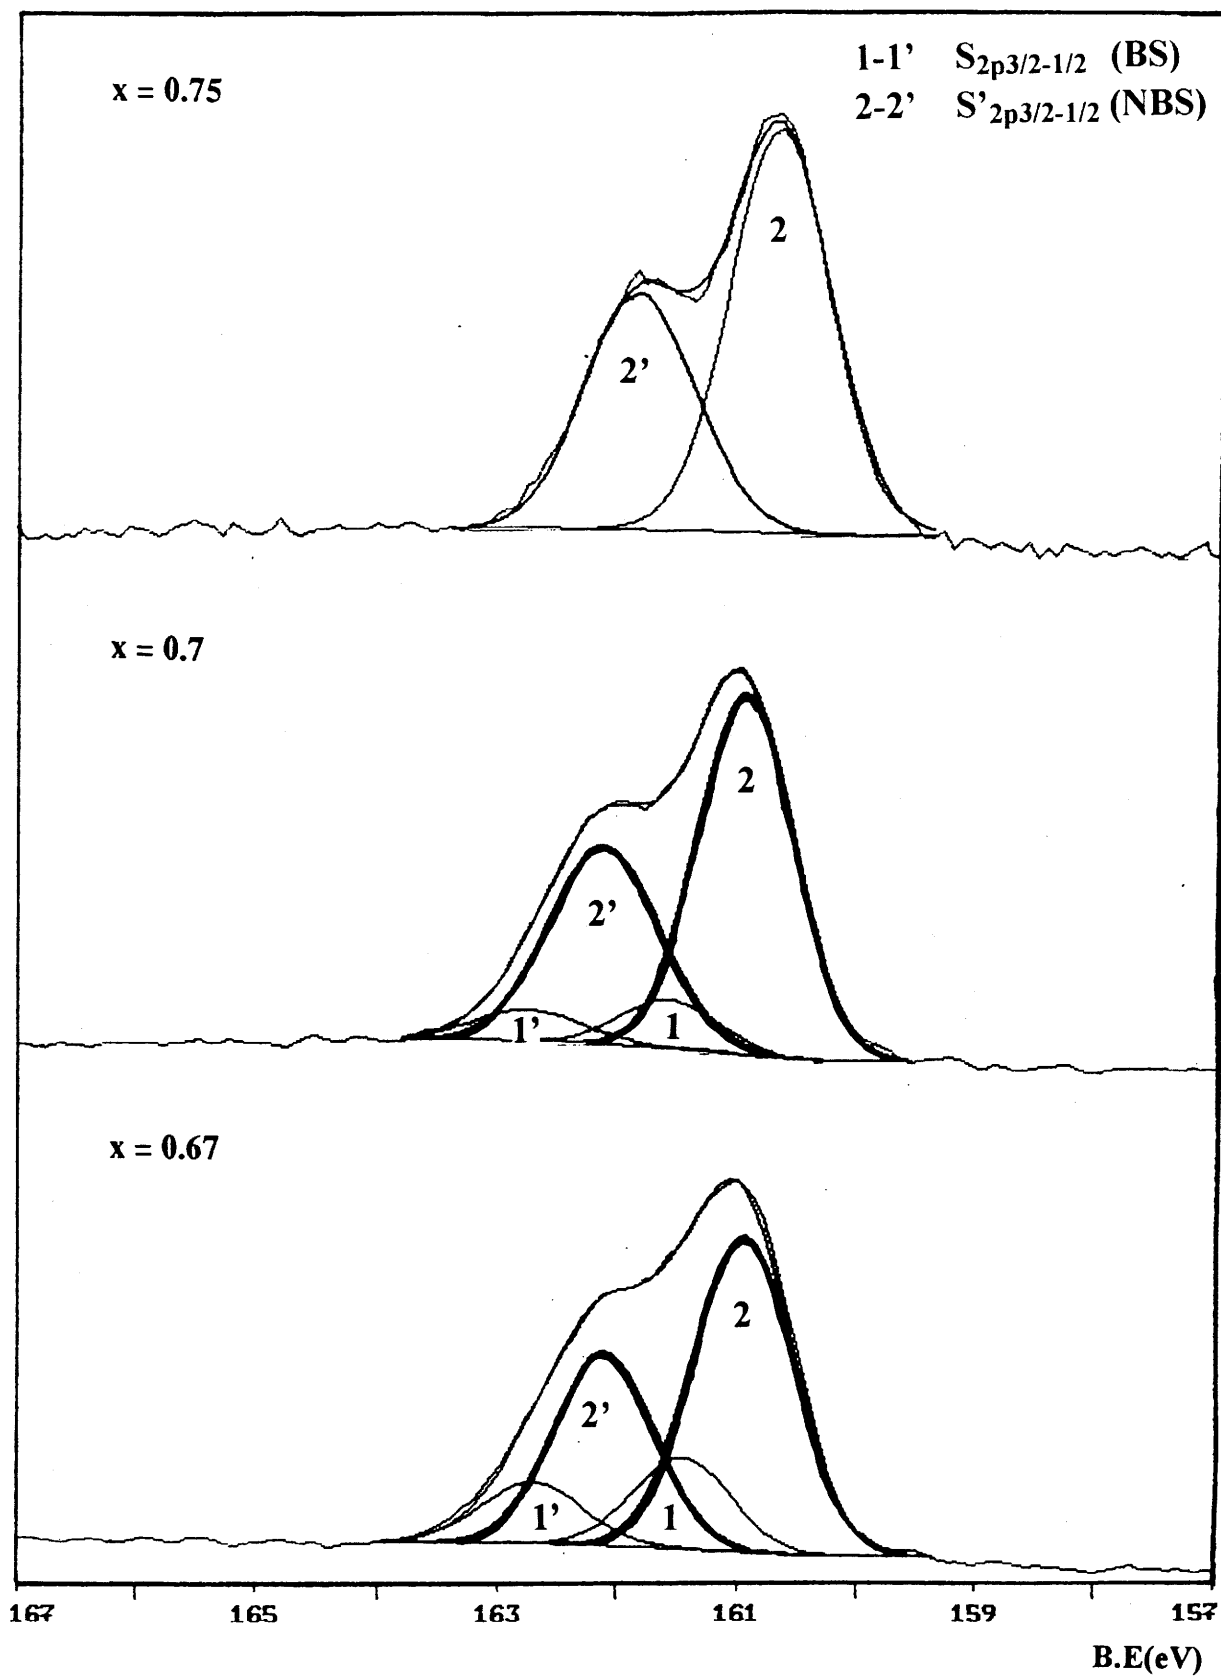 1-1’ S2p3/2-1/2 (BS)
x = 0.75
2-2’ S’2p3/2-1/2 (NBS)
2
2’
x = 0.7
2
2’
1’ 1
x = 0.67
2
2’
1’ 1
167 165 163 161 159 157
B.E(eV)